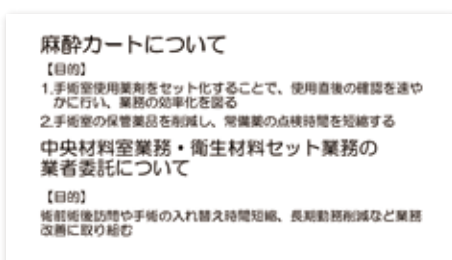 麻酔カートについて
【目的】
1.手術室使用薬剤をセット化することで、使用直後の確認を速や
かに行い、業務の効率化を図る
2.手術室の保管薬品を削減し、常備薬の点検時間を短縮する
中央材料室業務・衛生材料セット業務の
業者委託について
【目的】
術前術後訪問や手術の入れ替え時間短縮、長期勤務削減など業務
改善に取り組む